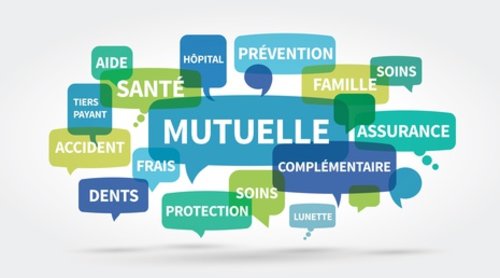 AIDE
HÔPITAL
PRÉVENTION
SANTÉ
FAMILLE
SOINS
TIERS
PAYANT
MUTUELLE
ASSURANCE
ACCIDENT
FRAIS
COMPLÉMENTAIRE
DENTS
SOINS
PROTECTION
LUNETTE